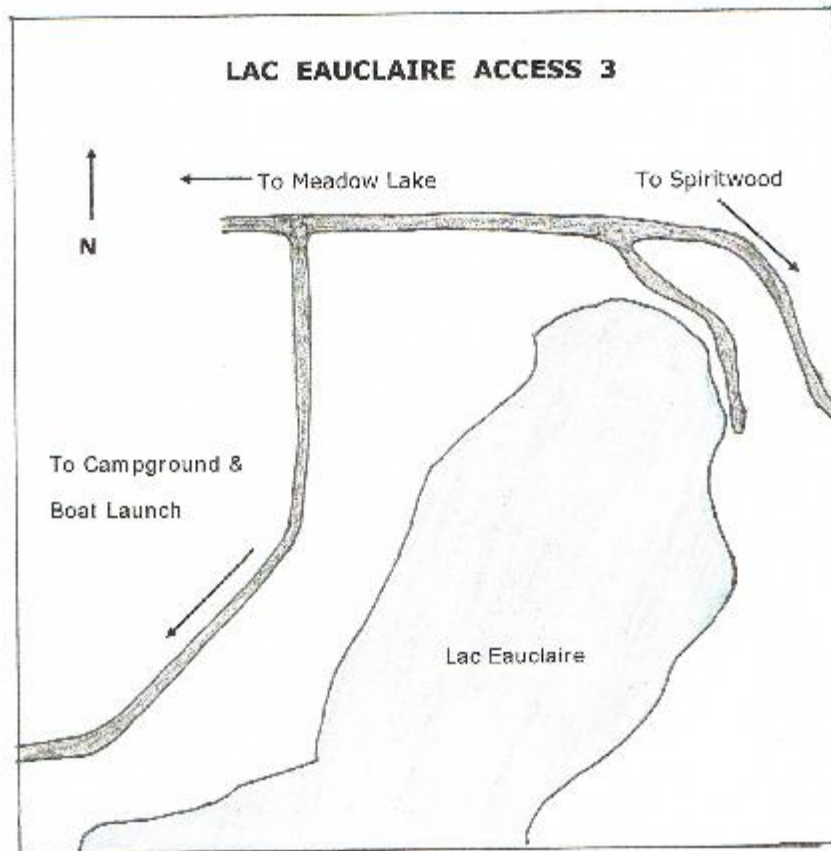 LAC EAUCLAIRE ACCESS 3
To Meadow Lake
To Spiritwood
N
To Campground &
Boat Launch
Lac Eauclaire